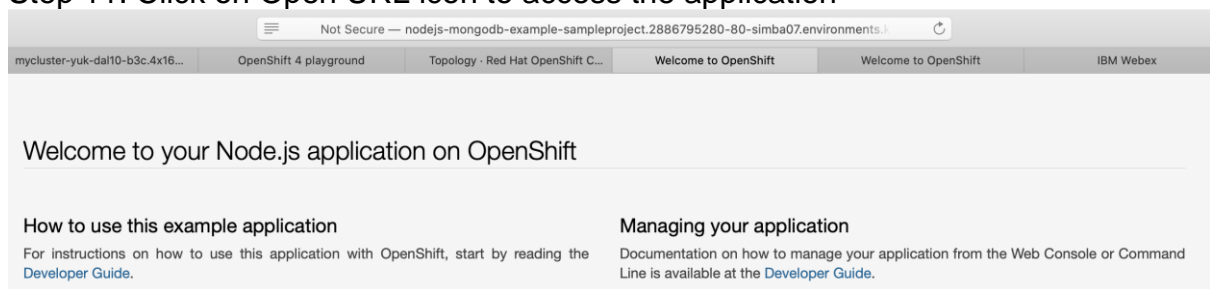 Step 11: Click on Open URL icon to access the application
Not Secure — nodejs-mongodb-example-sampleproject.2886795280-80-simba07.environments.k
mycluster-yuk-dal10-b3c.4x16... OpenShift 4 playground Topology · Red Hat OpenShift C... Welcome to OpenShift Welcome to OpenShift IBM Webex
Welcome to your Node.js application on OpenShift
How to use this example application
For instructions on how to use this application with OpenShift, start by reading the
Developer Guide.
Managing your application
Documentation on how to manage your application from the Web Console or Command
Line is available at the Developer Guide.